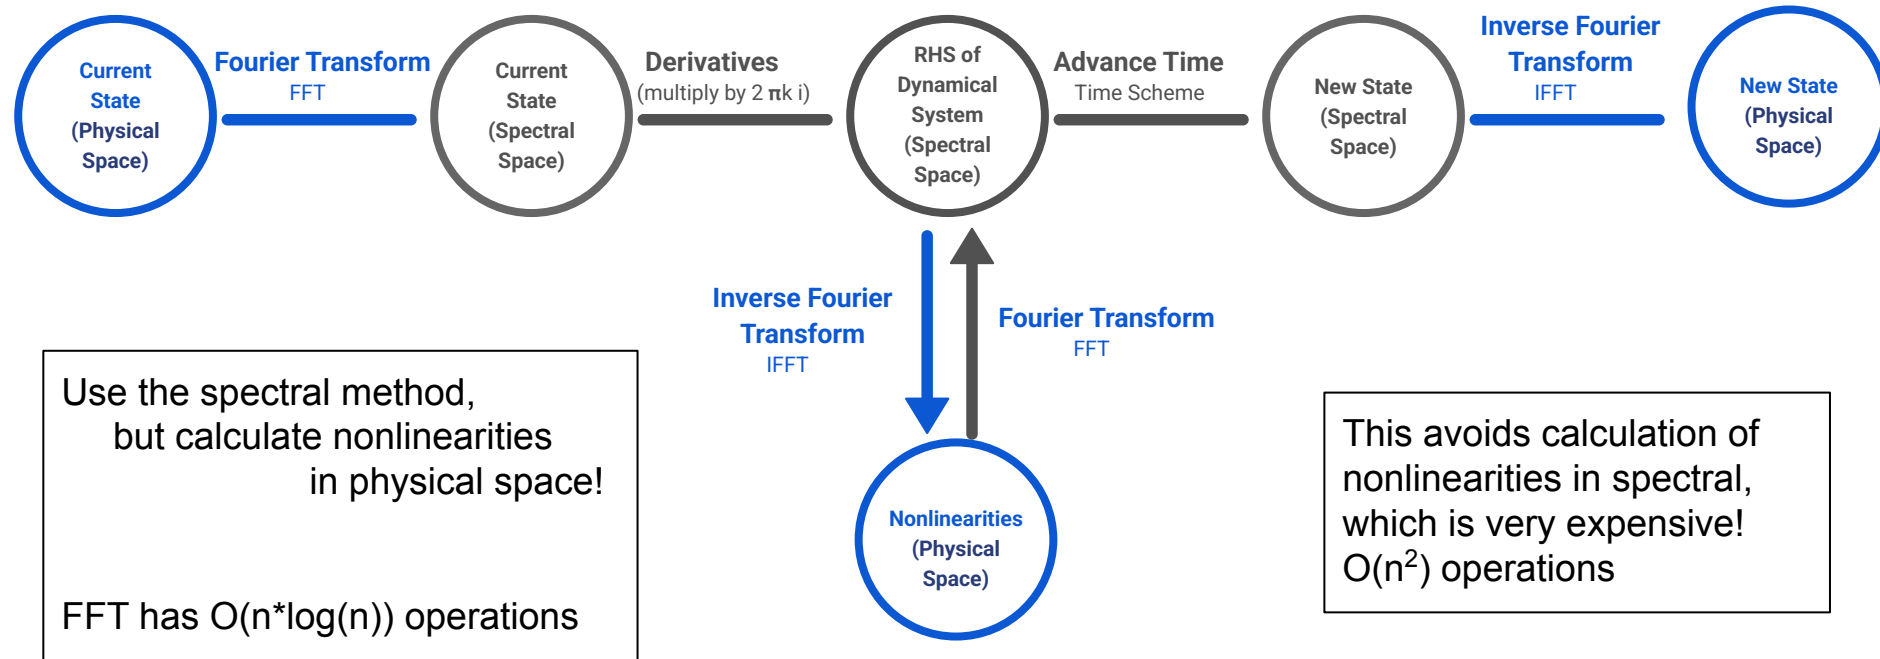 Current
State
(Physical
Space)
Fourier Transform
FFT
Current
State
(Spectral
Space)
Derivatives
(multiply by 2 πk i)
RHS of
Dynamical
System
(Spectral
Space)
Advance Time
Time Scheme
New State
(Spectral
Space)
Inverse Fourier
Transform
IFFT
New State
(Physical
Space)
Inverse Fourier
Transform
IFFT
Fourier Transform
FFT
Nonlinearities
(Physical
Space)
Use the spectral method,
but calculate nonlinearities
in physical space!
FFT has O(n*log(n)) operations
This avoids calculation of
nonlinearities in spectral,
which is very expensive!
O(n²) operations